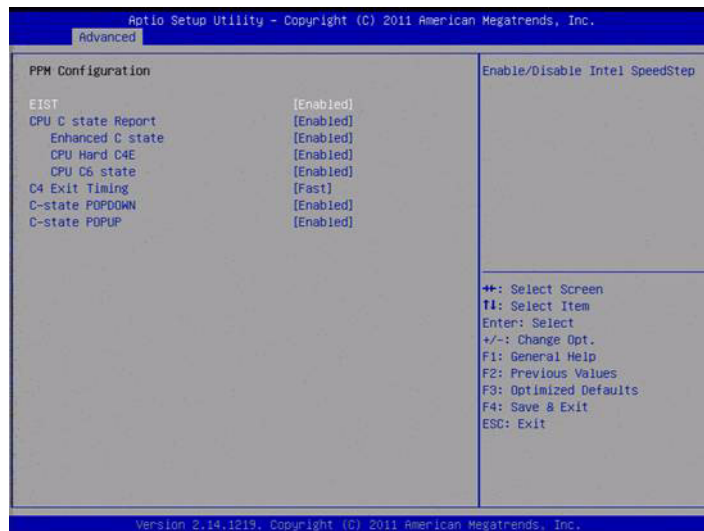 Aptio Setup Utility - Copyright (C) 2011 American Megatrends, Inc.
Advanced
PPM Configuration
EIST [Enabled]
CPU C state Report [Enabled]
Enhanced C state [Enabled]
CPU Hard C4E [Enabled]
CPU C6 state [Enabled]
C4 Exit Timing [Fast]
C-state POPDOWN [Enabled]
C-state POPUP [Enabled]
Enable/Disable Intel SpeedStep
→←: Select Screen
↑↓: Select Item
Enter: Select
+/-: Change Opt.
F1: General Help
F2: Previous Values
F3: Optimized Defaults
F4: Save & Exit
ESC: Exit
Version 2.14.1219. Copyright (C) 2011 American Megatrends, Inc.